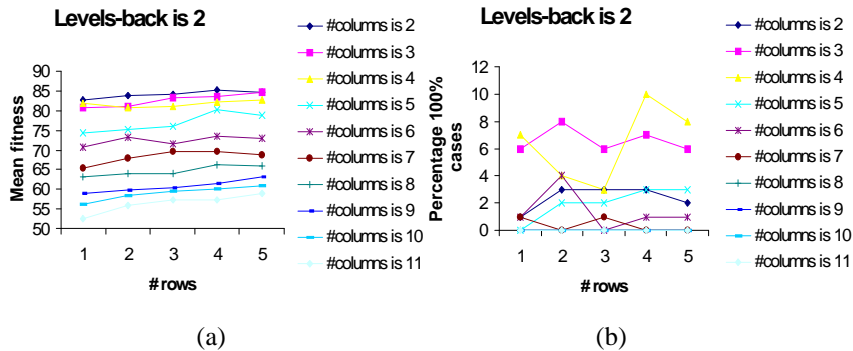 Levels-back is 2
Mean fitness
90
85
80
75
70
65
60
55
50
1 2 3 4 5
# rows
#columns is 2
#columns is 3
#columns is 4
#columns is 5
#columns is 6
#columns is 7
#columns is 8
#columns is 9
#columns is 10
#columns is 11
(a)
Levels-back is 2
Percentage 100%
cases
12
10
8
6
4
2
0
1 2 3 4 5
# rows
#columns is 2
#columns is 3
#columns is 4
#columns is 5
#columns is 6
#columns is 7
#columns is 8
#columns is 9
#columns is 10
#columns is 11
(b)